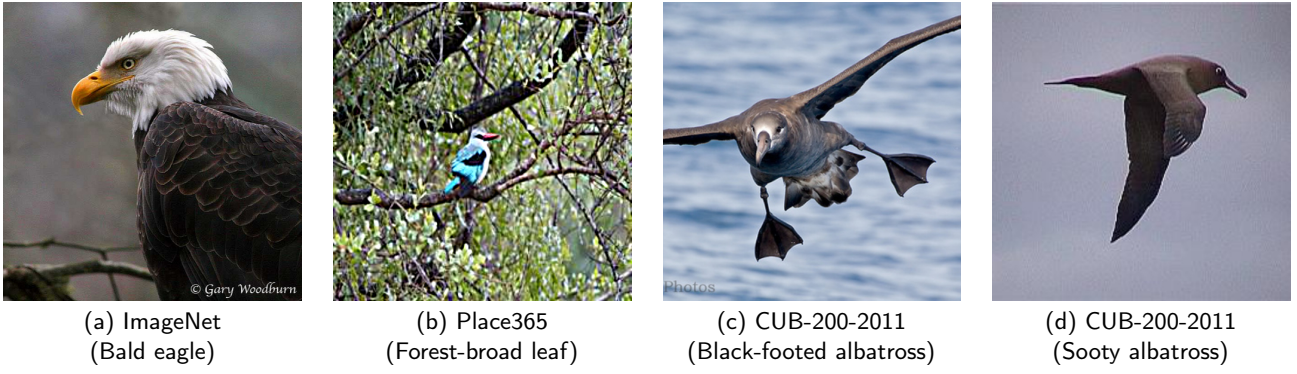 © Gary Woodburn
Photos
(a) ImageNet
(Bald eagle)
(b) Place365
(Forest-broad leaf)
(c) CUB-200-2011
(Black-footed albatross)
(d) CUB-200-2011
(Sooty albatross)